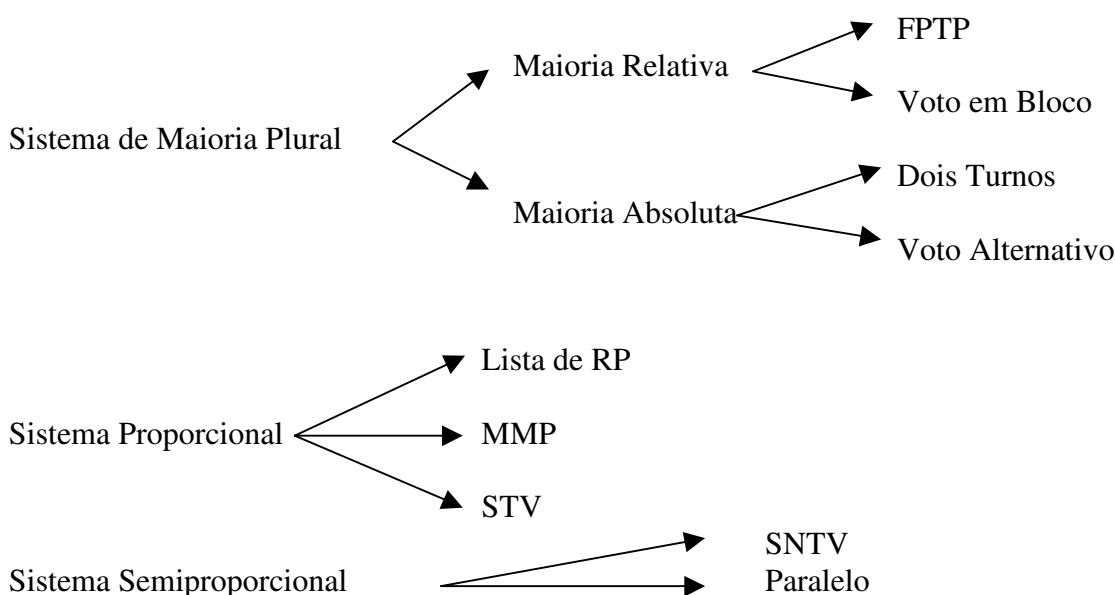 FPTP
Maioria Relativa
Voto em Bloco
Sistema de Maioria Plural
Dois Turnos
Maioria Absoluta
Voto Alternativo
Lista de RP
Sistema Proporcional
MMP
STV
SNTV
Sistema Semiproporcional
Paralelo